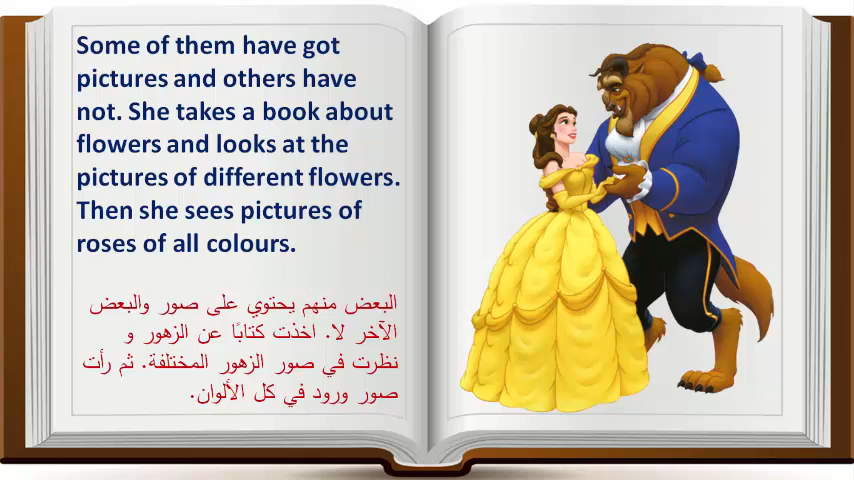 Some of them have got
pictures and others have
not. She takes a book about
flowers and looks at the
pictures of different flowers.
Then she sees pictures of
roses of all colours.
البعض منهم يحتوي على صور والبعض
الآخر لا. اخذت كتابًا عن الزهور و
نظرت في صور الزهور المختلفة. ثم رأت
صور ورود في كل الألوان.